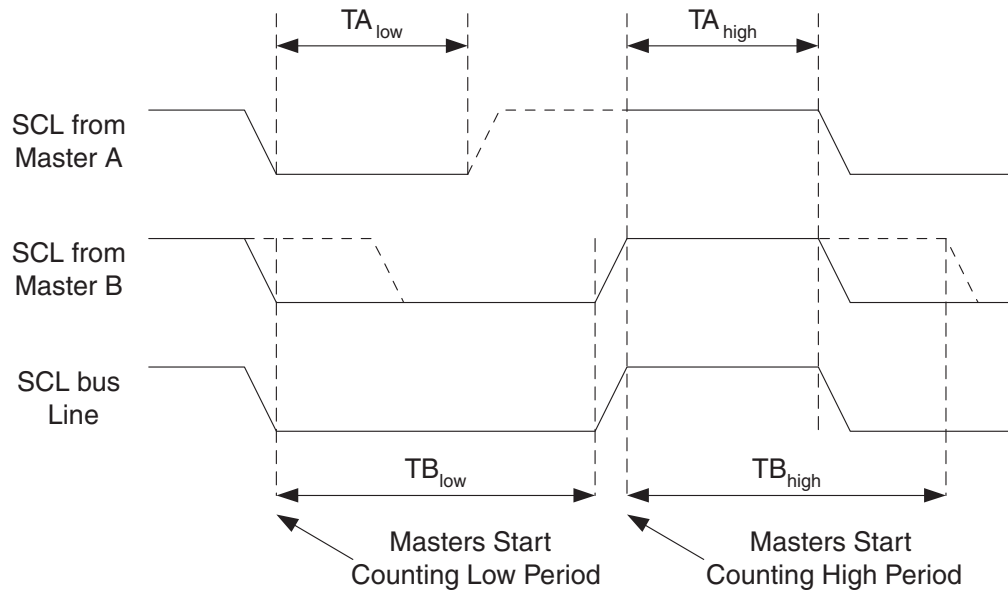 TA low
TA high
SCL from
Master A
SCL from
Master B
SCL bus
Line
TB low
TB high
Masters Start
Counting Low Period
Masters Start
Counting High Period